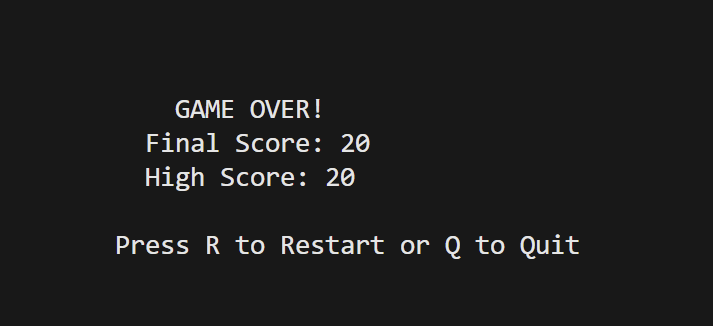 GAME OVER!
Final Score: 20
High Score: 20
Press R to Restart or Q to Quit